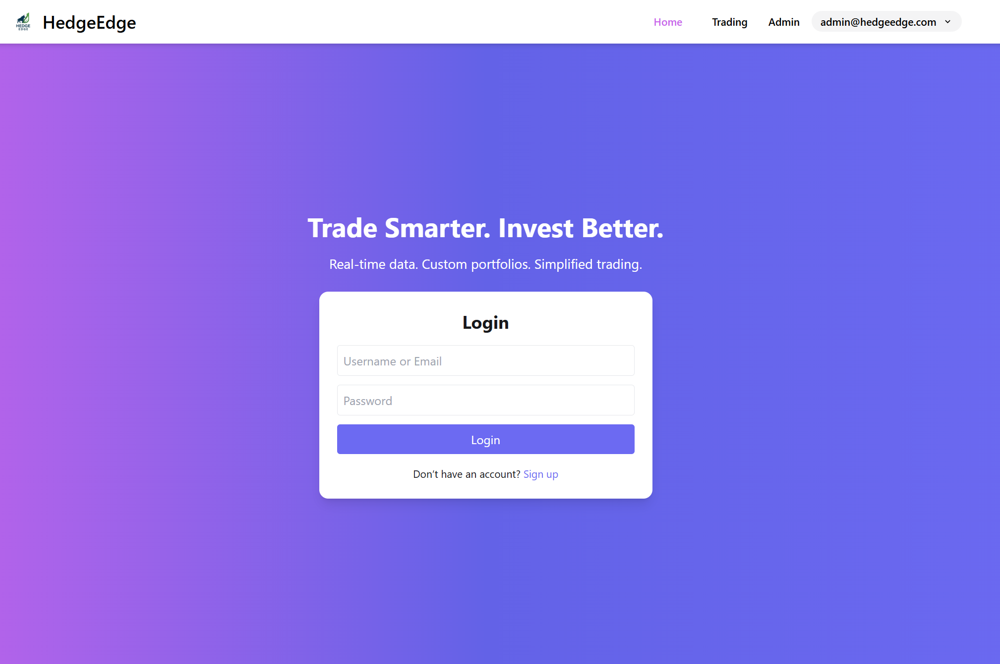 HEDGE
EDGE
HedgeEdge
Home
Trading
Admin
admin@hedgeedge.com
Trade Smarter. Invest Better.
Real-time data. Custom portfolios. Simplified trading.
Login
Username or Email
Password
Login
Don’t have an account? Sign up